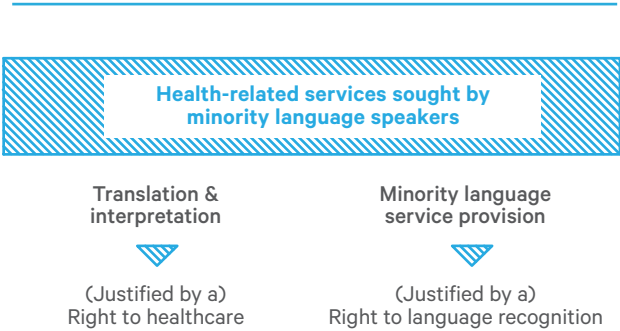 Health-related services sought by
minority language speakers
Translation &
interpretation
Minority language
service provision
(Justified by a)
Right to healthcare
(Justified by a)
Right to language recognition